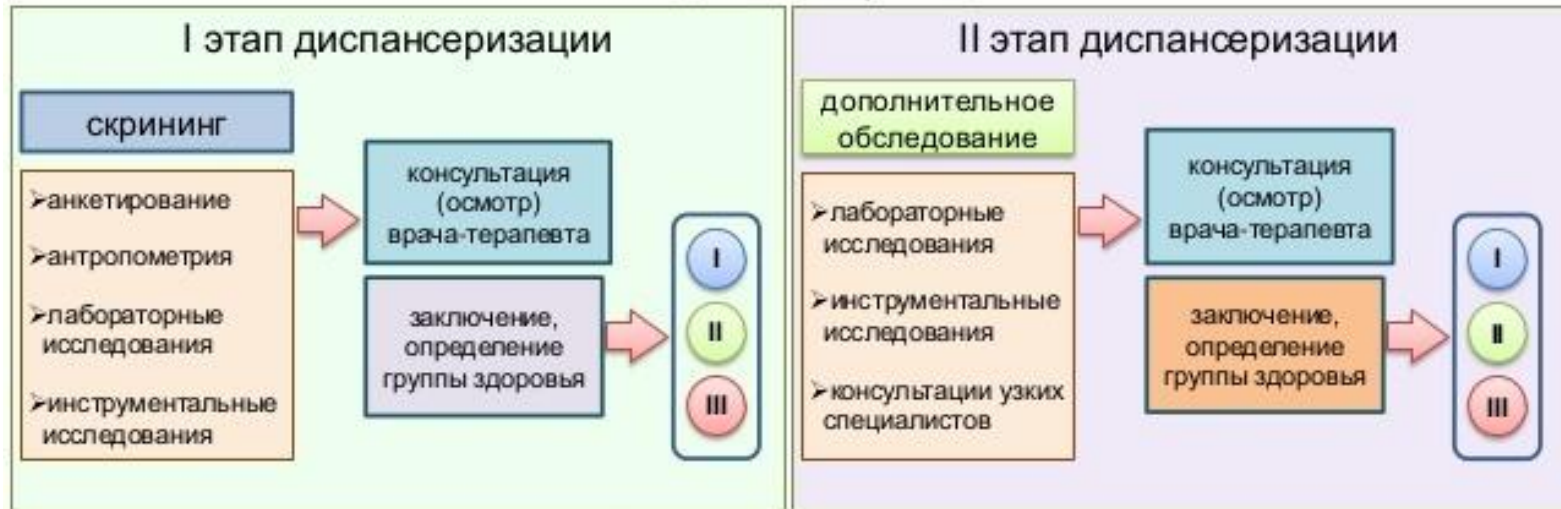 I этап диспансеризации
скрининг
➢анкетирование
➢антропометрия
➢лабораторные
исследования
➢инструментальные
исследования
консультация
(осмотр)
врача-терапевта
заключение,
определение
группы здоровья
I
II
III
II этап диспансеризации
дополнительное
обследование
➢лабораторные
исследования
➢инструментальные
исследования
➢консультации узких
специалистов
консультация
(осмотр)
врача-терапевта
заключение,
определение
группы здоровья
I
II
III